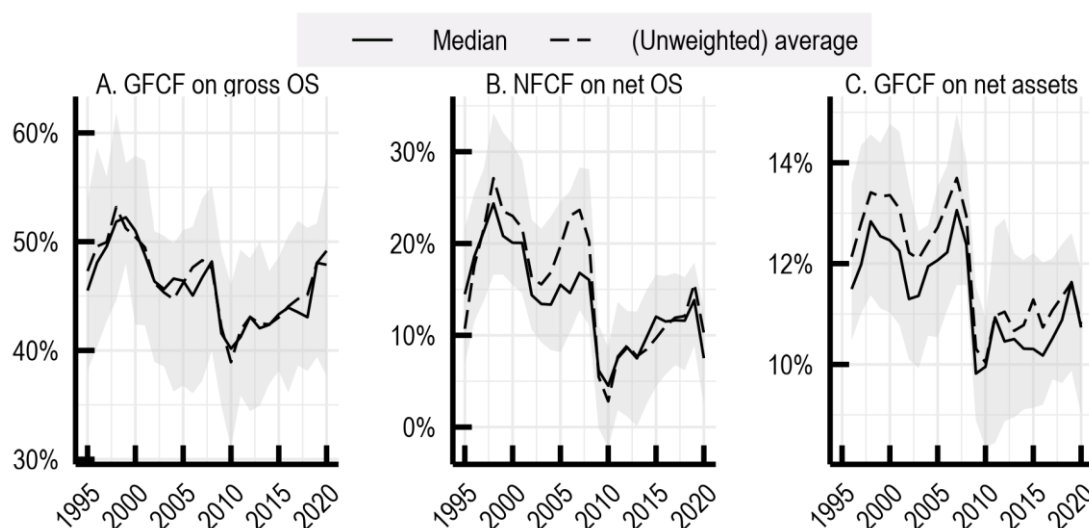 Median (Unweighted) average
A. GFCF on gross OS
B. NFCF on net OS
C. GFCF on net assets
60%
50%
40%
30%
1995 2000 2005 2010 2015 2020
30%
20%
10%
0%
1995 2000 2005 2010 2015 2020
14%
12%
10%
1995 2000 2005 2010 2015 2020